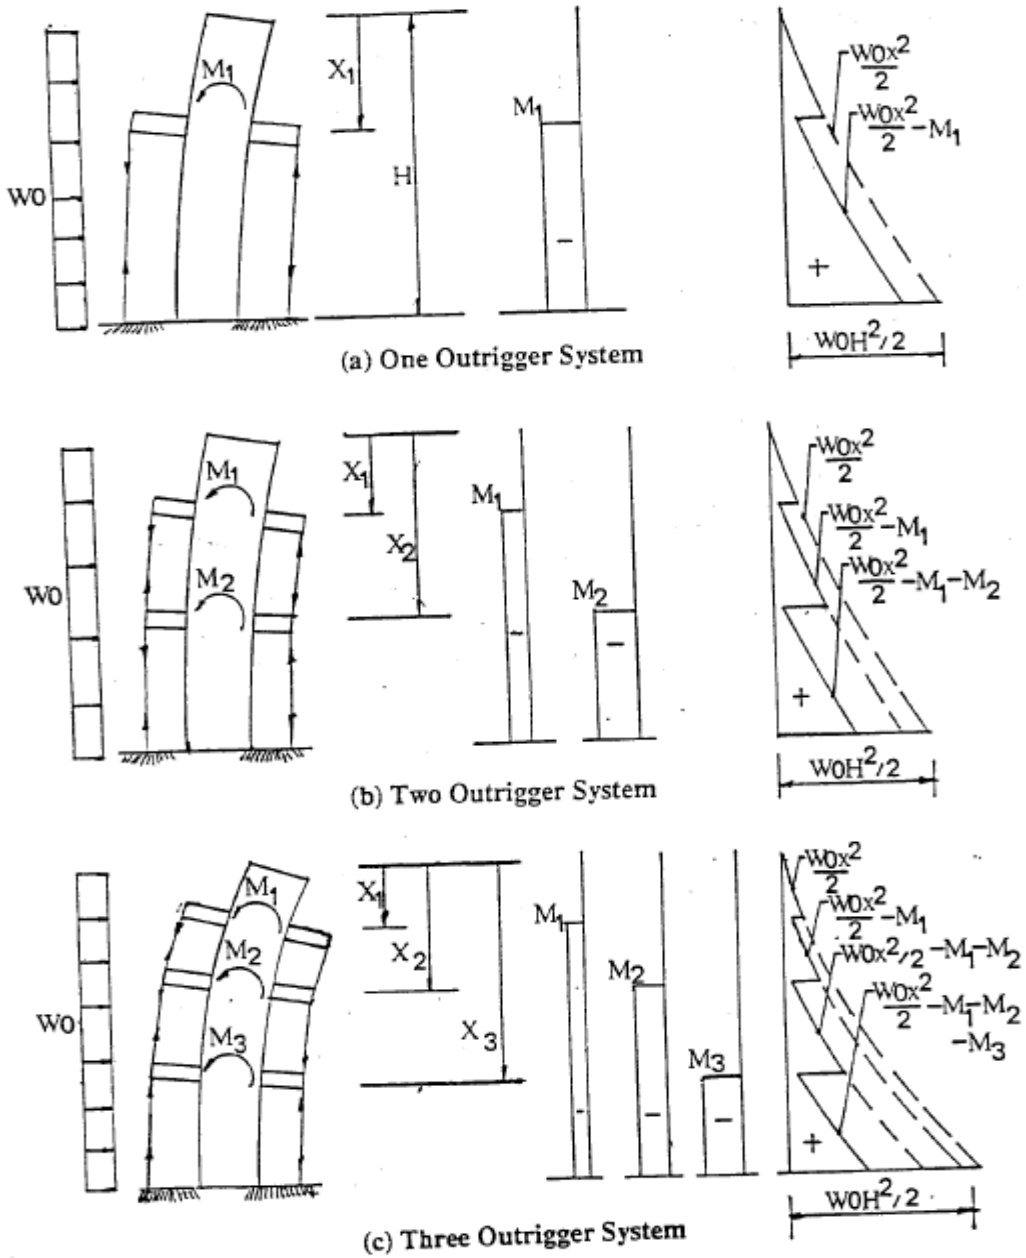 M₁
X₁
H
W0
M₁
−
W0x²/2
W0x²/2 −M₁
+
W0H²/2
(a) One Outrigger System
M₁
M₂
W0
X₁
X₂
M₁
−
M₂
−
W0x²/2
W0x²/2 −M₁
W0x²/2 −M₁−M₂
+
W0H²/2
(b) Two Outrigger System
M₁
M₂
M₃
W0
X₁
X₂
X₃
M₁
-
M₂
−
M₃
−
W0x²/2
W0x²/2 −M₁
W0x²/2 −M₁−M₂
W0x²/2 −M₁−M₂
−M₃
+
W0H²/2
(c) Three Outrigger System